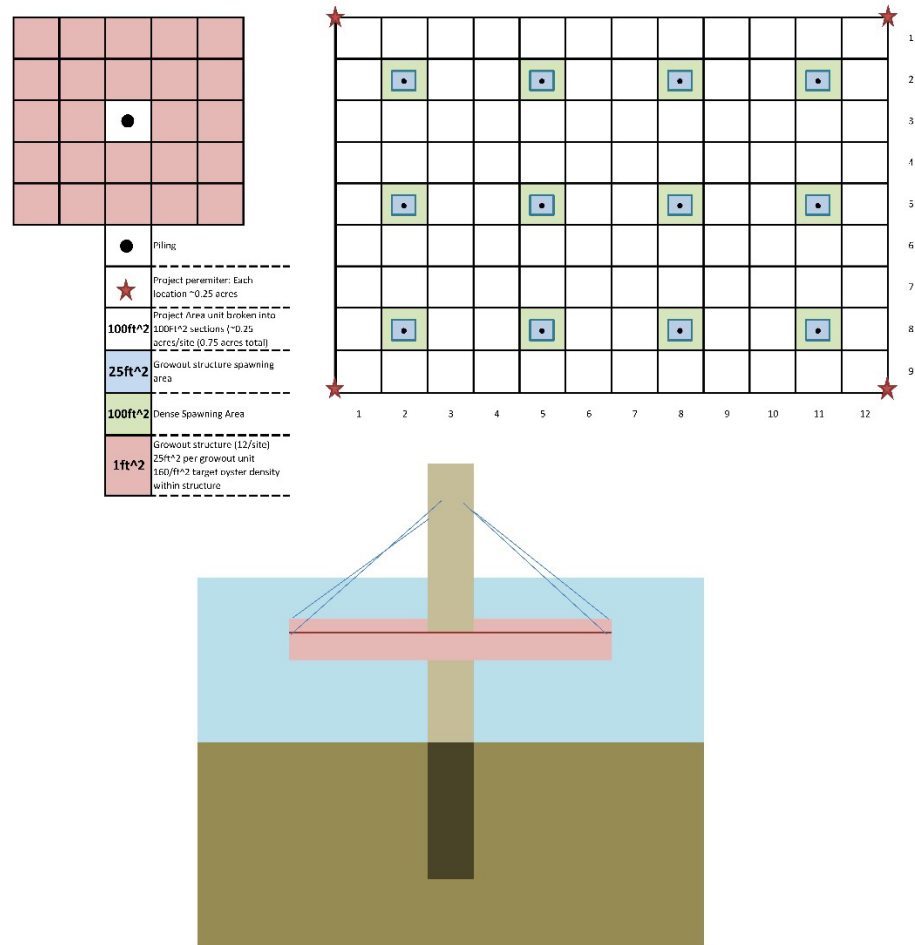 1
2
3
4
5
6
7
8
9
1 2 3 4 5 6 7 8 9 10 11 12
Piling
Project peremiter: Each
location ~0.25 acres
100ft^2
Project Area unit broken into
100Ft^2 sections (~0.25
acres/site (0.75 acres total)
25ft^2
Growout structure spawning
area
100ft^2
Dense Spawning Area
1ft^2
Growout structure (12/site)
25ft^2 per growout unit
160/ft^2 target oyster density
within structure